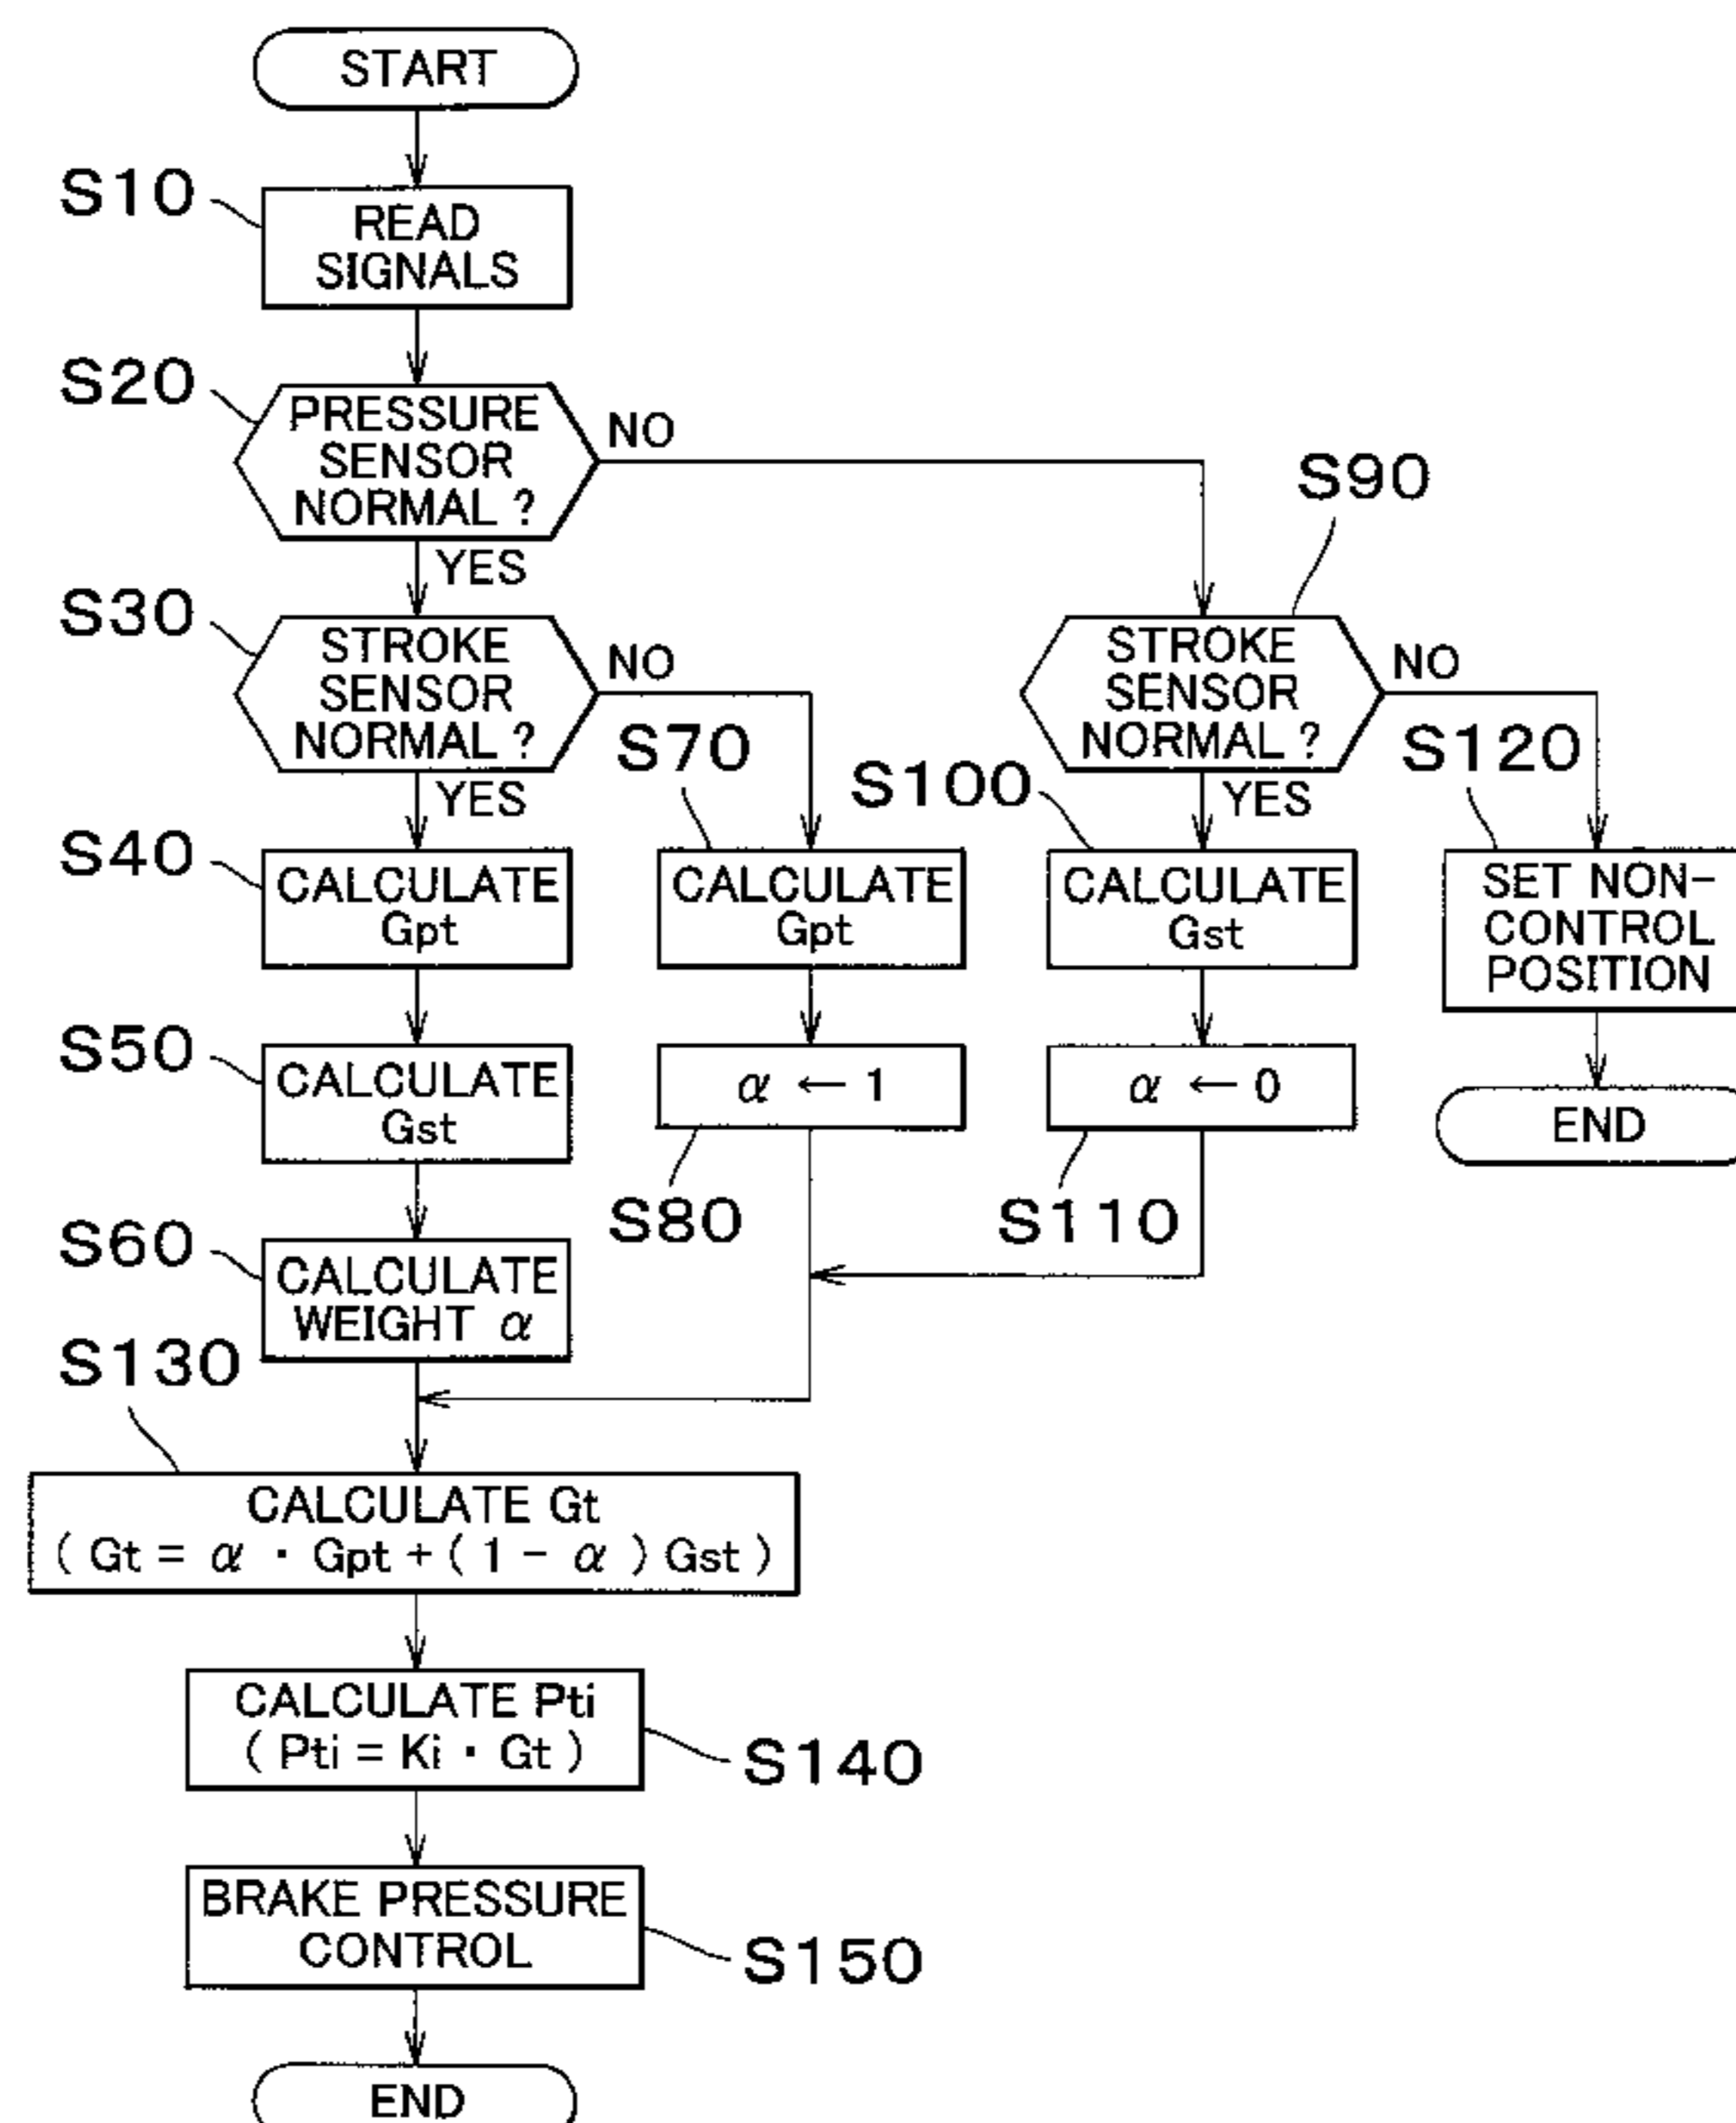 START
S10
READ
SIGNALS
S20
PRESSURE
SENSOR
NORMAL ?
NO
YES
S90
S30
STROKE
SENSOR
NORMAL ?
NO
YES
STROKE
SENSOR
NORMAL ?
NO
YES
S70
S100
S120
S40
CALCULATE
Gpt
CALCULATE
Gpt
CALCULATE
Gst
SET NON-
CONTROL
POSITION
S50
CALCULATE
Gst
α ← 1
α ← 0
END
S80
S110
S60
CALCULATE
WEIGHT α
S130
CALCULATE Gt
( Gt = α · Gpt + ( 1 - α ) Gst )
CALCULATE Pti
( Pti = Ki · Gt )
S140
BRAKE PRESSURE
CONTROL
S150
END